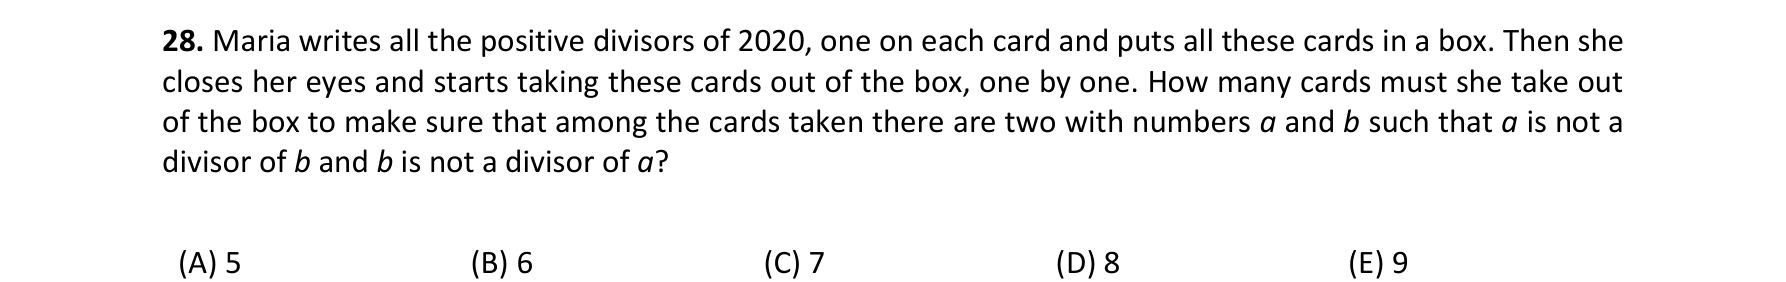 28. Maria writes all the positive divisors of 2020, one on each card and puts all these cards in a box. Then she
closes her eyes and starts taking these cards out of the box, one by one. How many cards must she take out
of the box to make sure that among the cards taken there are two with numbers a and b such that a is not a
divisor of b and b is not a divisor of a?
(A) 5 (B) 6 (C) 7 (D) 8 (E) 9